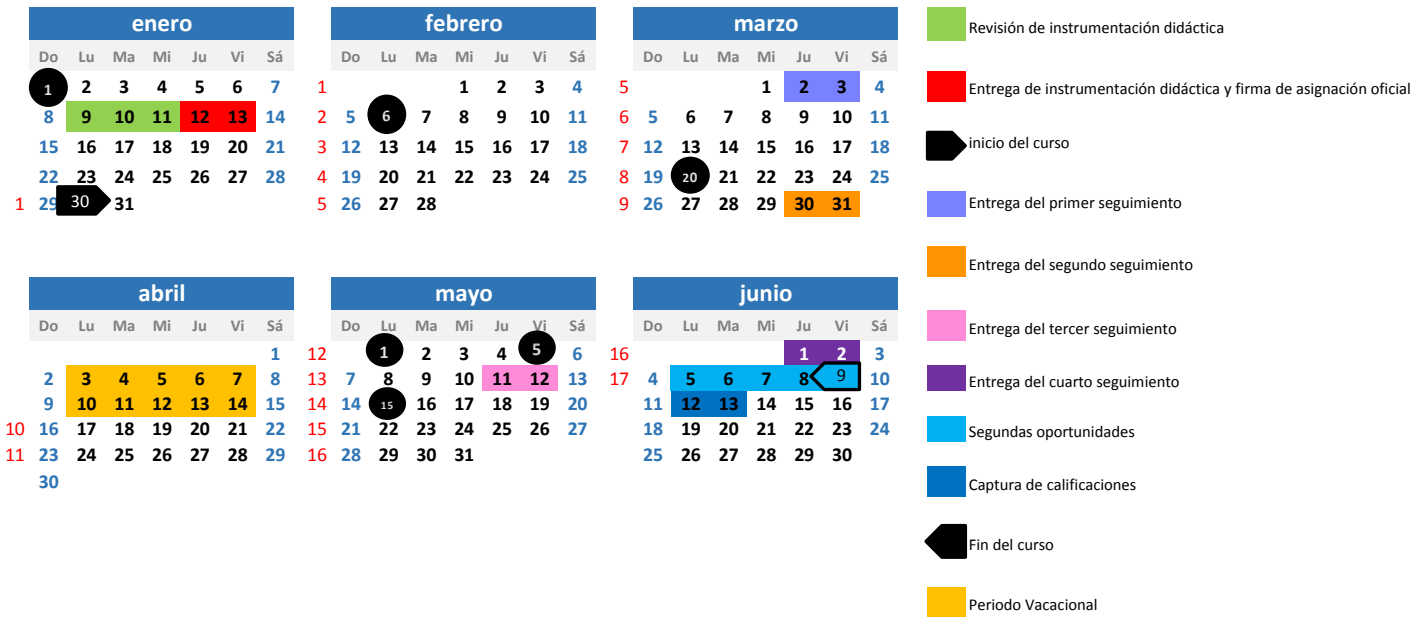 enero
Do Lu Ma Mi Ju Vi Sá
1 2 3 4 5 6 7
8 9 10 11 12 13 14
15 16 17 18 19 20 21
22 23 24 25 26 27 28
1 29 30 31
febrero
Do Lu Ma Mi Ju Vi Sá
1 1 2 3 4
2 5 6 7 8 9 10 11
3 12 13 14 15 16 17 18
4 19 20 21 22 23 24 25
5 26 27 28
marzo
Do Lu Ma Mi Ju Vi Sá
5 1 2 3 4
6 5 6 7 8 9 10 11
7 12 13 14 15 16 17 18
8 19 20 21 22 23 24 25
9 26 27 28 29 30 31
abril
Do Lu Ma Mi Ju Vi Sá
1
2 3 4 5 6 7 8
9 10 11 12 13 14 15
10 16 17 18 19 20 21 22
11 23 24 25 26 27 28 29
30
mayo
Do Lu Ma Mi Ju Vi Sá
12 1 2 3 4 5 6
13 7 8 9 10 11 12 13
14 14 15 16 17 18 19 20
15 21 22 23 24 25 26 27
16 28 29 30 31
junio
Do Lu Ma Mi Ju Vi Sá
16 1 2 3
17 4 5 6 7 8 9 10
11 12 13 14 15 16 17
18 19 20 21 22 23 24
25 26 27 28 29 30
Revisión de instrumentación didáctica
Entrega de instrumentación didáctica y firma de asignación oficial
inicio del curso
Entrega del primer seguimiento
Entrega del segundo seguimiento
Entrega del tercer seguimiento
Entrega del cuarto seguimiento
Segundas oportunidades
Captura de calificaciones
Fin del curso
Periodo Vacacional